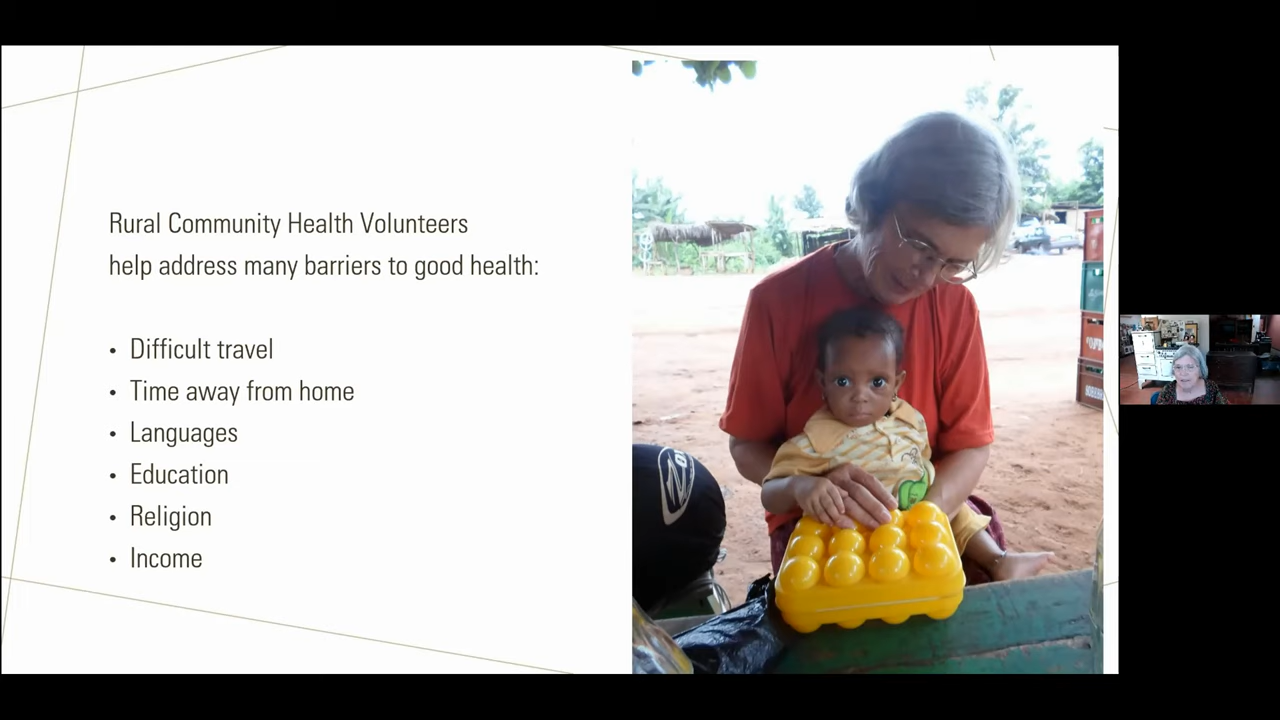 Rural Community Health Volunteers
help address many barriers to good health:
• Difficult travel
• Time away from home
• Languages
• Education
• Religion
• Income